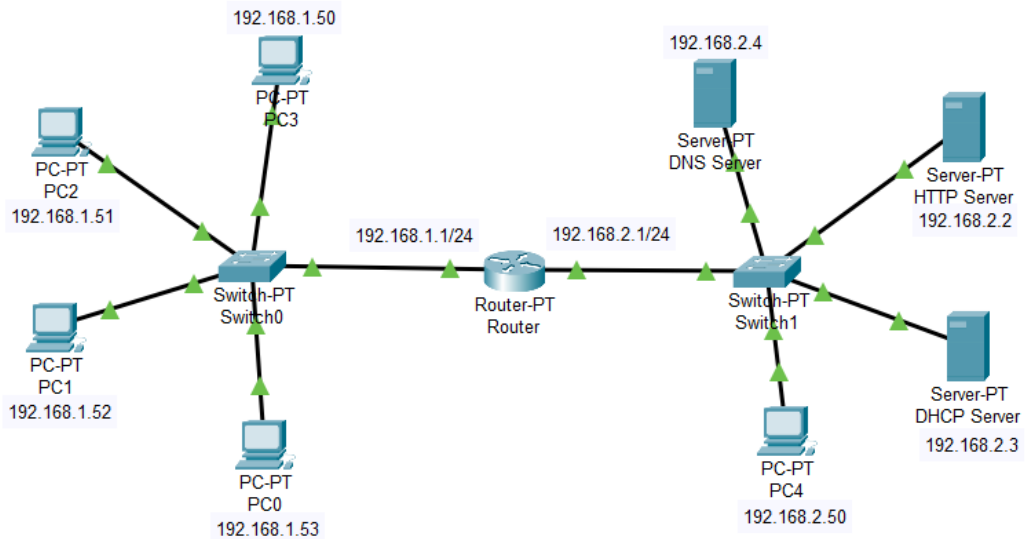 192.168.1.50
PC-PT
PC3
PC-PT
PC2
192.168.1.51
PC-PT
PC1
192.168.1.52
PC-PT
PC0
192.168.1.53
Switch-PT
Switch0
192.168.1.1/24
192.168.2.1/24
Router-PT
Router
192.168.2.4
Server-PT
DNS Server
Server-PT
HTTP Server
192.168.2.2
Switch-PT
Switch1
Server-PT
DHCP Server
192.168.2.3
PC-PT
PC4
192.168.2.50